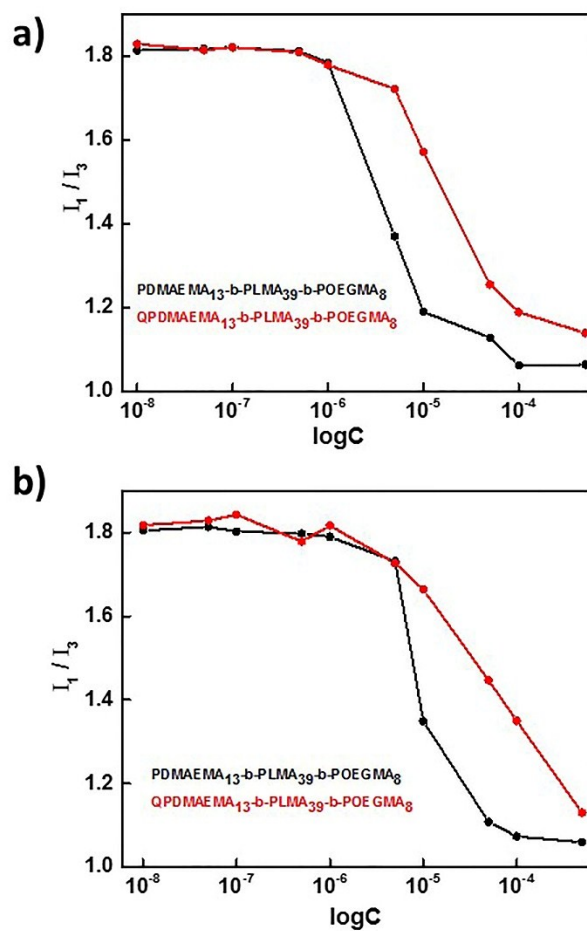 a)
1.8
1.6
1.4
1.2
1.0
I₁ / I₃
PDMAEMA₁₃-b-PLMA₃₉-b-POEGMA₈
QPDMAEMA₁₃-b-PLMA₃₉-b-POEGMA₈
10⁻⁸ 10⁻⁷ 10⁻⁶ 10⁻⁵ 10⁻⁴
logC
b)
1.8
1.6
1.4
1.2
1.0
I₁ / I₃
PDMAEMA₁₃-b-PLMA₃₉-b-POEGMA₈
QPDMAEMA₁₃-b-PLMA₃₉-b-POEGMA₈
10⁻⁸ 10⁻⁷ 10⁻⁶ 10⁻⁵ 10⁻⁴
logC